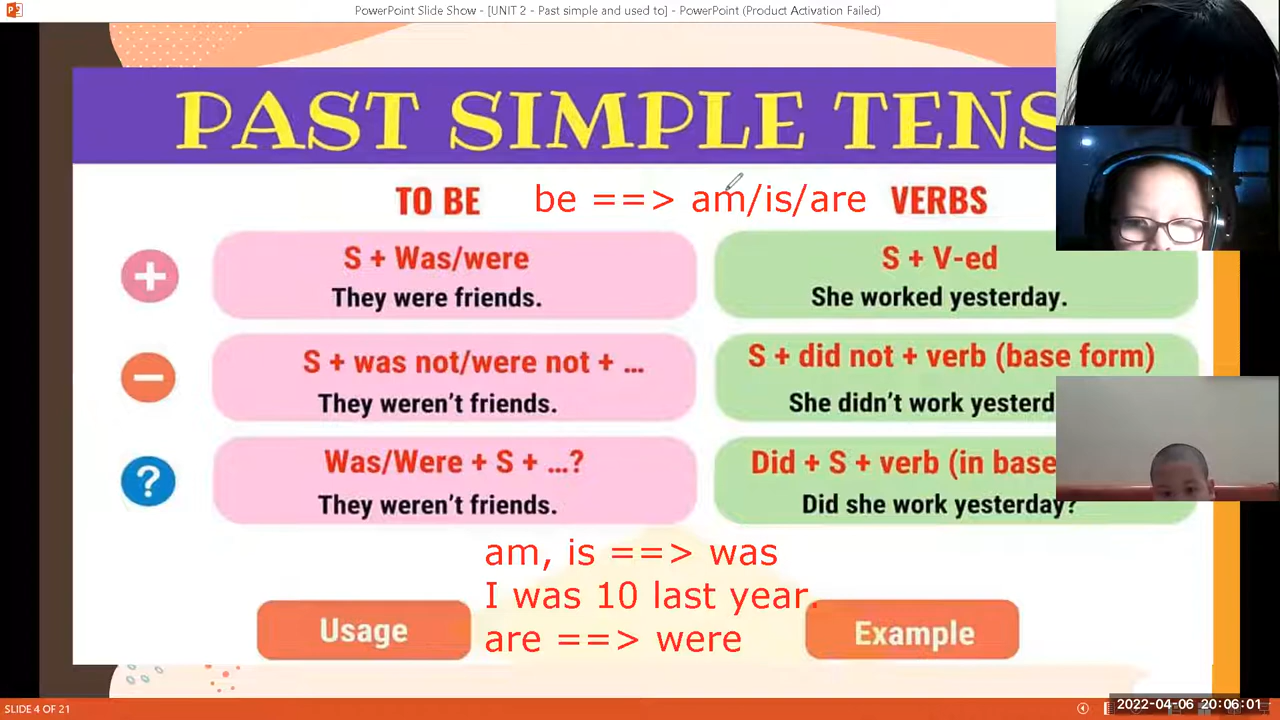 PowerPoint Slide Show - [UNIT 2 - Past simple and used to] - PowerPoint (Product Activation Failed)
PAST SIMPLE TENS
TO BE be ==> am/is/are VERBS
S + Was/were
They were friends.
S + V-ed
She worked yesterday.
S + was not/were not + ...
They weren't friends.
S + did not + verb (base form)
She didn't work yesterd
Was/Were + S + ...?
They weren't friends.
Did + S + verb (in base
Did she work yesterday?
am, is ==> was
I was 10 last year.
are ==> were
Usage
Example
SLIDE 4 OF 21
2022-04-06 20:06:01